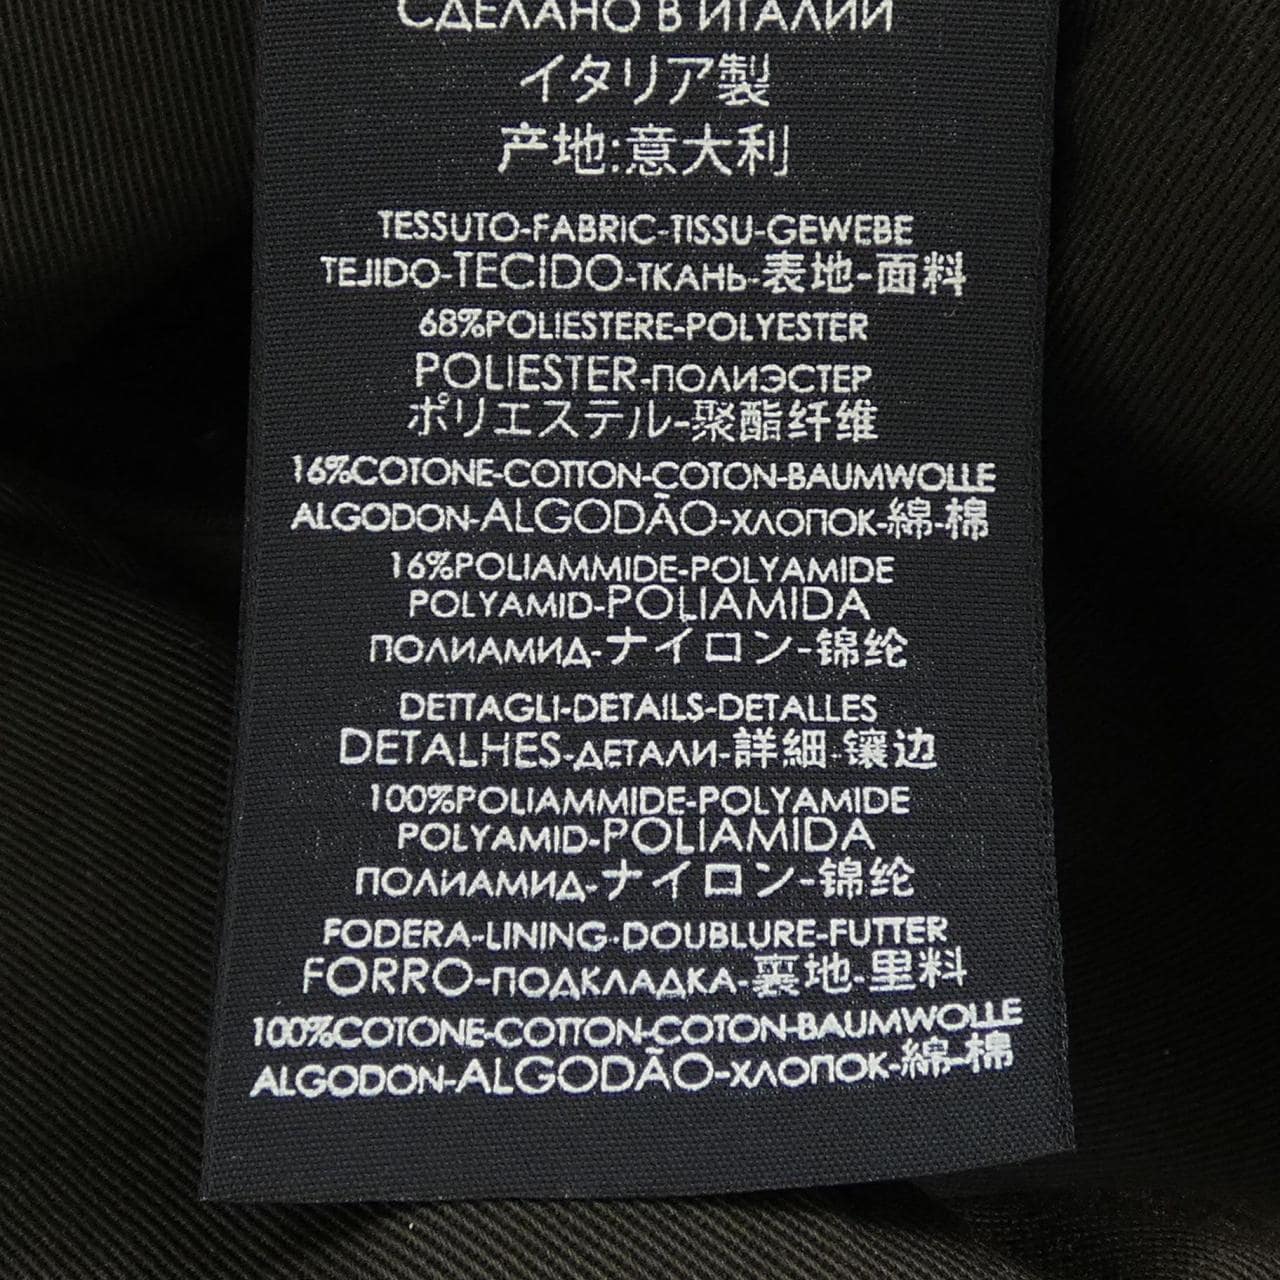 СДЕЛАНО В ИТАЛИИ
イタリア製
产地:意大利
TESSUTO-FABRIC-TISSU-GEWEBE
TEJIDO-TECIDO-ТКАНЬ-表地-面料
68%POLIESTERE-POLYESTER
POLIESTER-ПОЛИЭСТЕР
ポリエステル-聚酯纤维
16%COTONE-COTTON-COTON-BAUMWOLLE
ALGODON-ALGODÃO-ХЛОПОК-綿-棉
16%POLIAMMIDE-POLYAMIDE
POLYAMID-POLIAMIDA
ПОЛИАМИД-ナイロン-锦纶
DETTAGLI-DETAILS-DETALLES
DETALHES-ДЕТАЛИ-詳細-镶边
100%POLIAMMIDE-POLYAMIDE
POLYAMID-POLIAMIDA
ПОЛИАМИД-ナイロン-锦纶
FODERA-LINING-DOUBLURE-FUTTER
FORRO-ПОДКЛАДКА-裏地-里料
100%COTONE-COTTON-COTON-BAUMWOLLE
ALGODON-ALGODÃO-ХЛОПОК-綿-棉